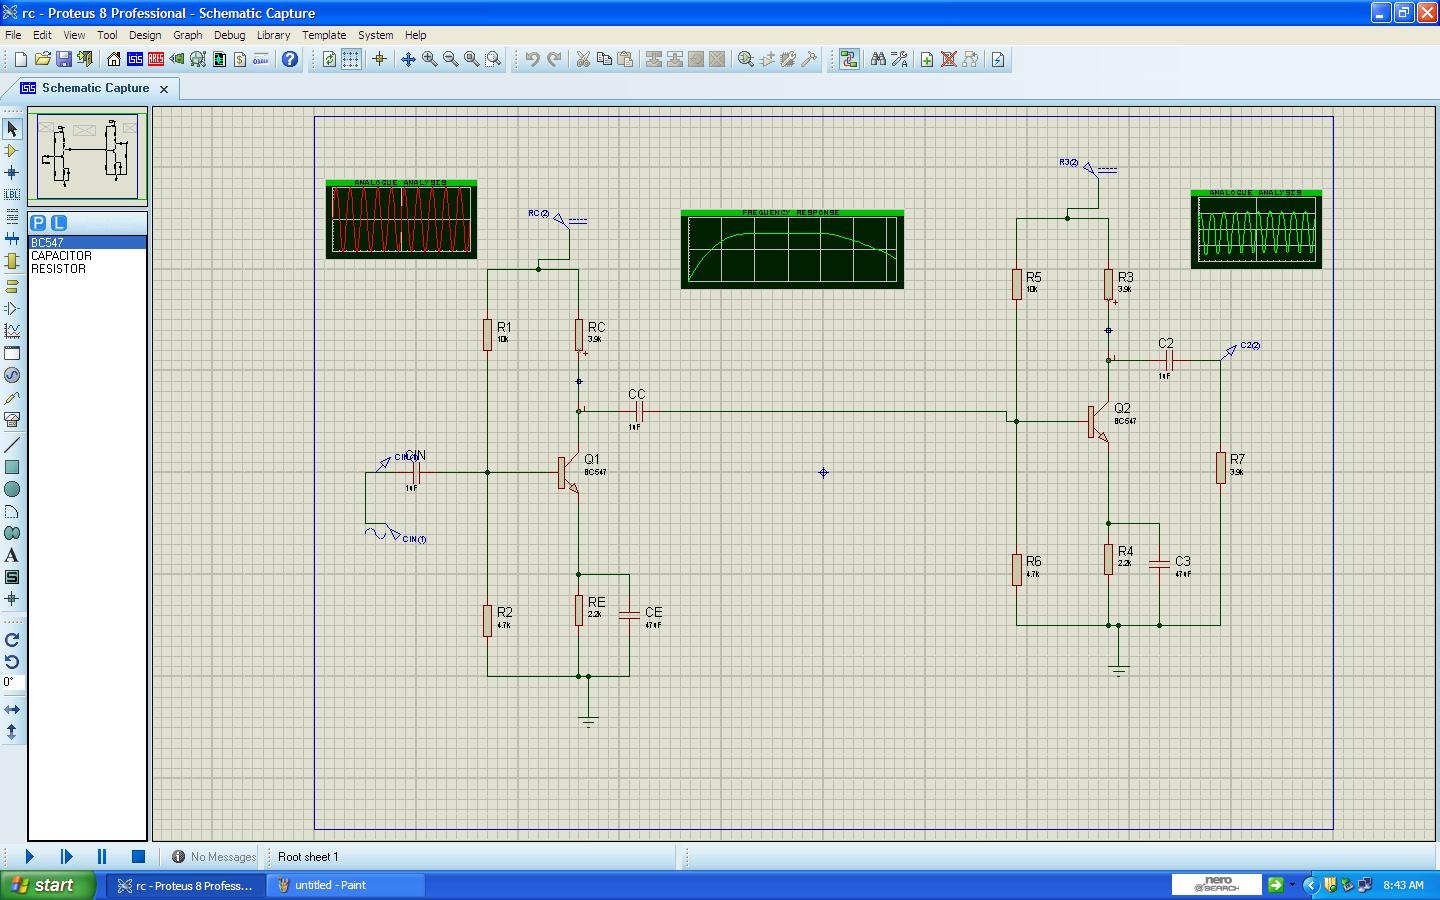 rc - Proteus 8 Professional - Schematic Capture
File Edit View Tool Design Graph Debug Library Template System Help
Schematic Capture
P L
BC547
CAPACITOR
RESISTOR
LBL
A
S
0°
ANALOGUE ANALYSIS
RC(2)
FREQUENCY RESPONSE
R3(2)
ANALOGUE ANALYSIS
R1
10k
RC
3.9k
R5
10k
R3
3.9k
C2
1uF
C2(2)
CC
1uF
Q2
BC547
CIN
1uF
Q1
BC547
R7
3.9k
CIN(1)
R6
4.7k
R4
2.2k
C3
47uF
R2
4.7k
RE
2.2k
CE
47uF
No Messages
Root sheet 1
start
rc - Proteus 8 Profess...
untitled - Paint
nero
SEARCH
8:43 AM